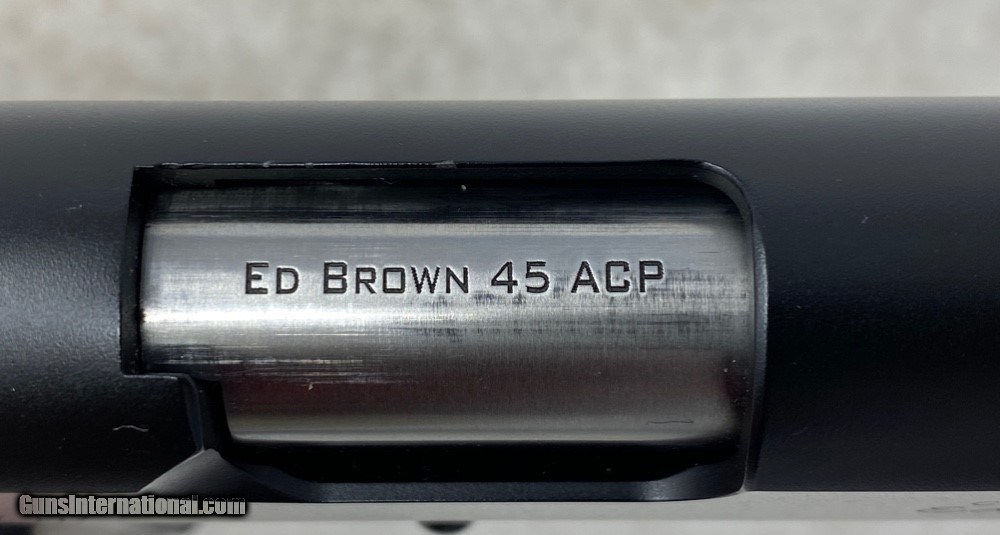 ED BROWN 45 ACP
GunsInternational.com